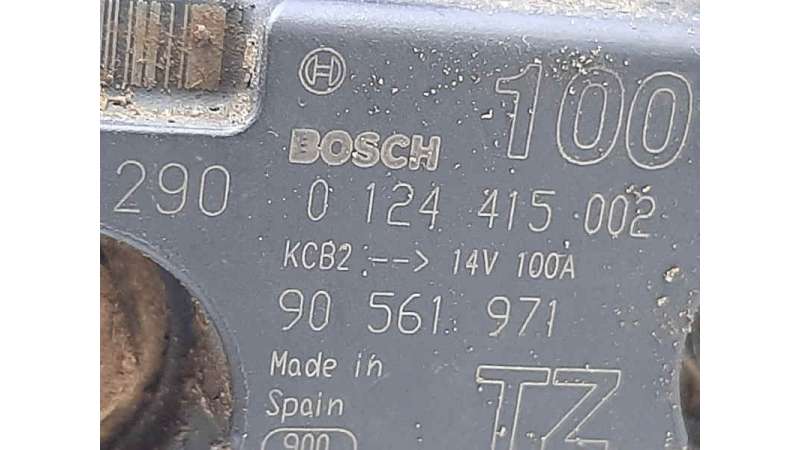 100
BOSCH
290
0 124 415 002
KCB2 --> 14V 100A
90 561 971
Made in
Spain
TZ
900